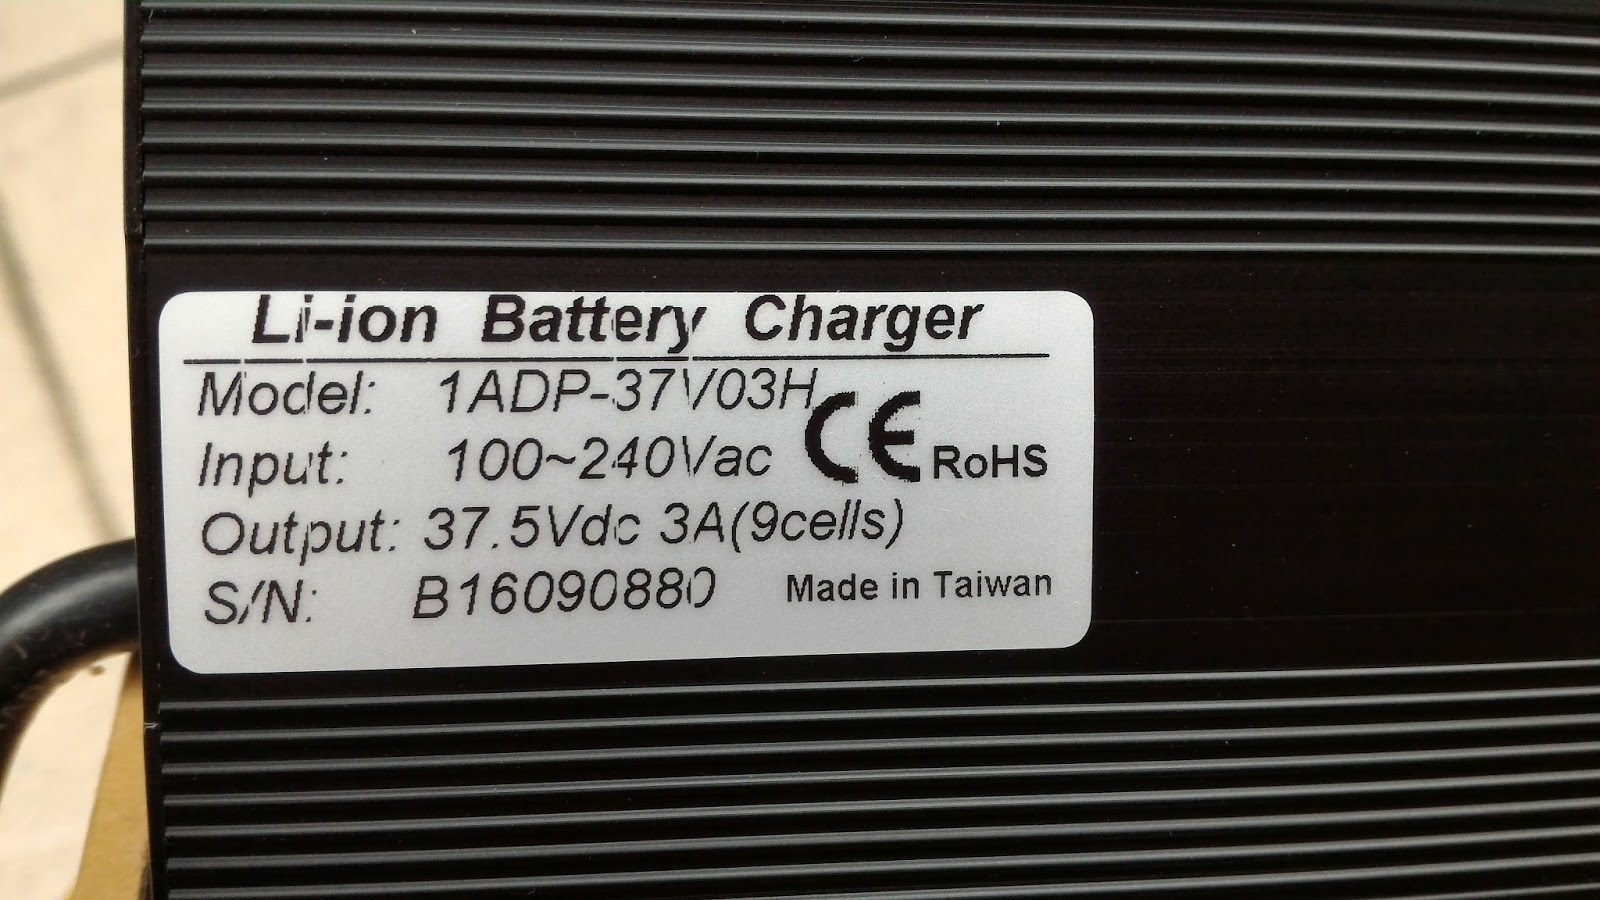 Li-ion Battery Charger
Model: 1ADP-37V03H
Input: 100~240Vac CE RoHS
Output: 37.5Vdc 3A(9cells)
S/N: B16090880 Made in Taiwan